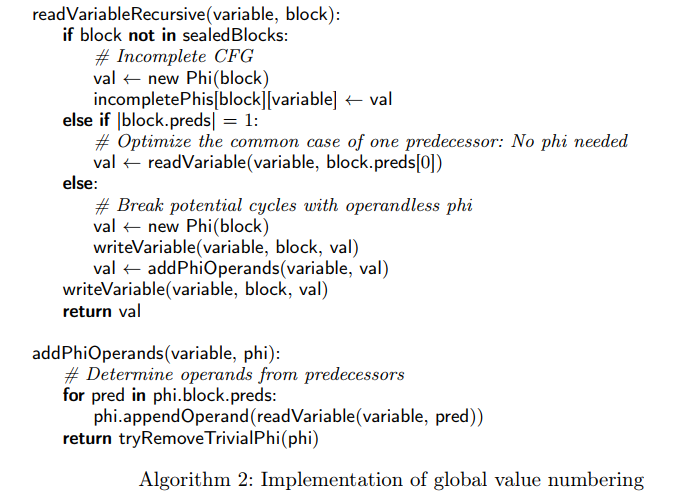 readVariableRecursive(variable, block):
if block not in sealedBlocks:
# Incomplete CFG
val ← new Phi(block)
incompletePhis[block][variable] ← val
else if |block.preds| = 1:
# Optimize the common case of one predecessor: No phi needed
val ← readVariable(variable, block.preds[0])
else:
# Break potential cycles with operandless phi
val ← new Phi(block)
writeVariable(variable, block, val)
val ← addPhiOperands(variable, val)
writeVariable(variable, block, val)
return val
addPhiOperands(variable, phi):
# Determine operands from predecessors
for pred in phi.block.preds:
phi.appendOperand(readVariable(variable, pred))
return tryRemoveTrivialPhi(phi)
Algorithm 2: Implementation of global value numbering